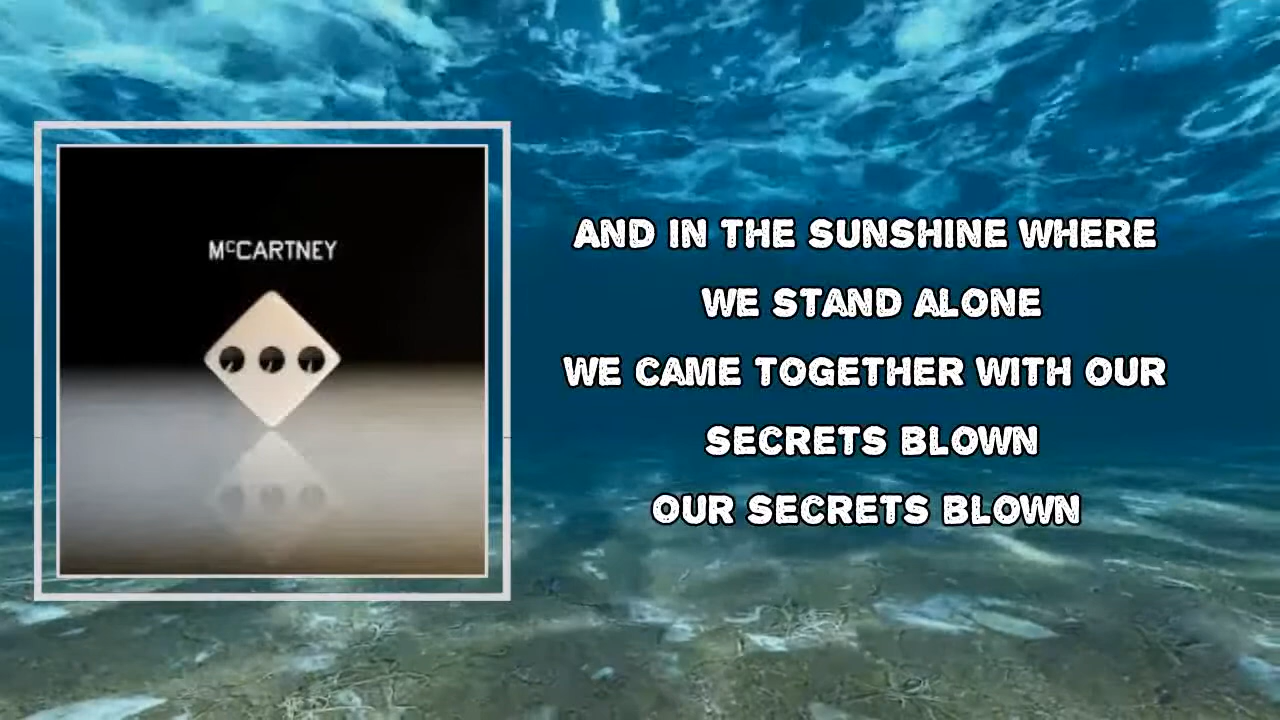 McCARTNEY
AND IN THE SUNSHINE WHERE
WE STAND ALONE
WE CAME TOGETHER WITH OUR
SECRETS BLOWN
OUR SECRETS BLOWN